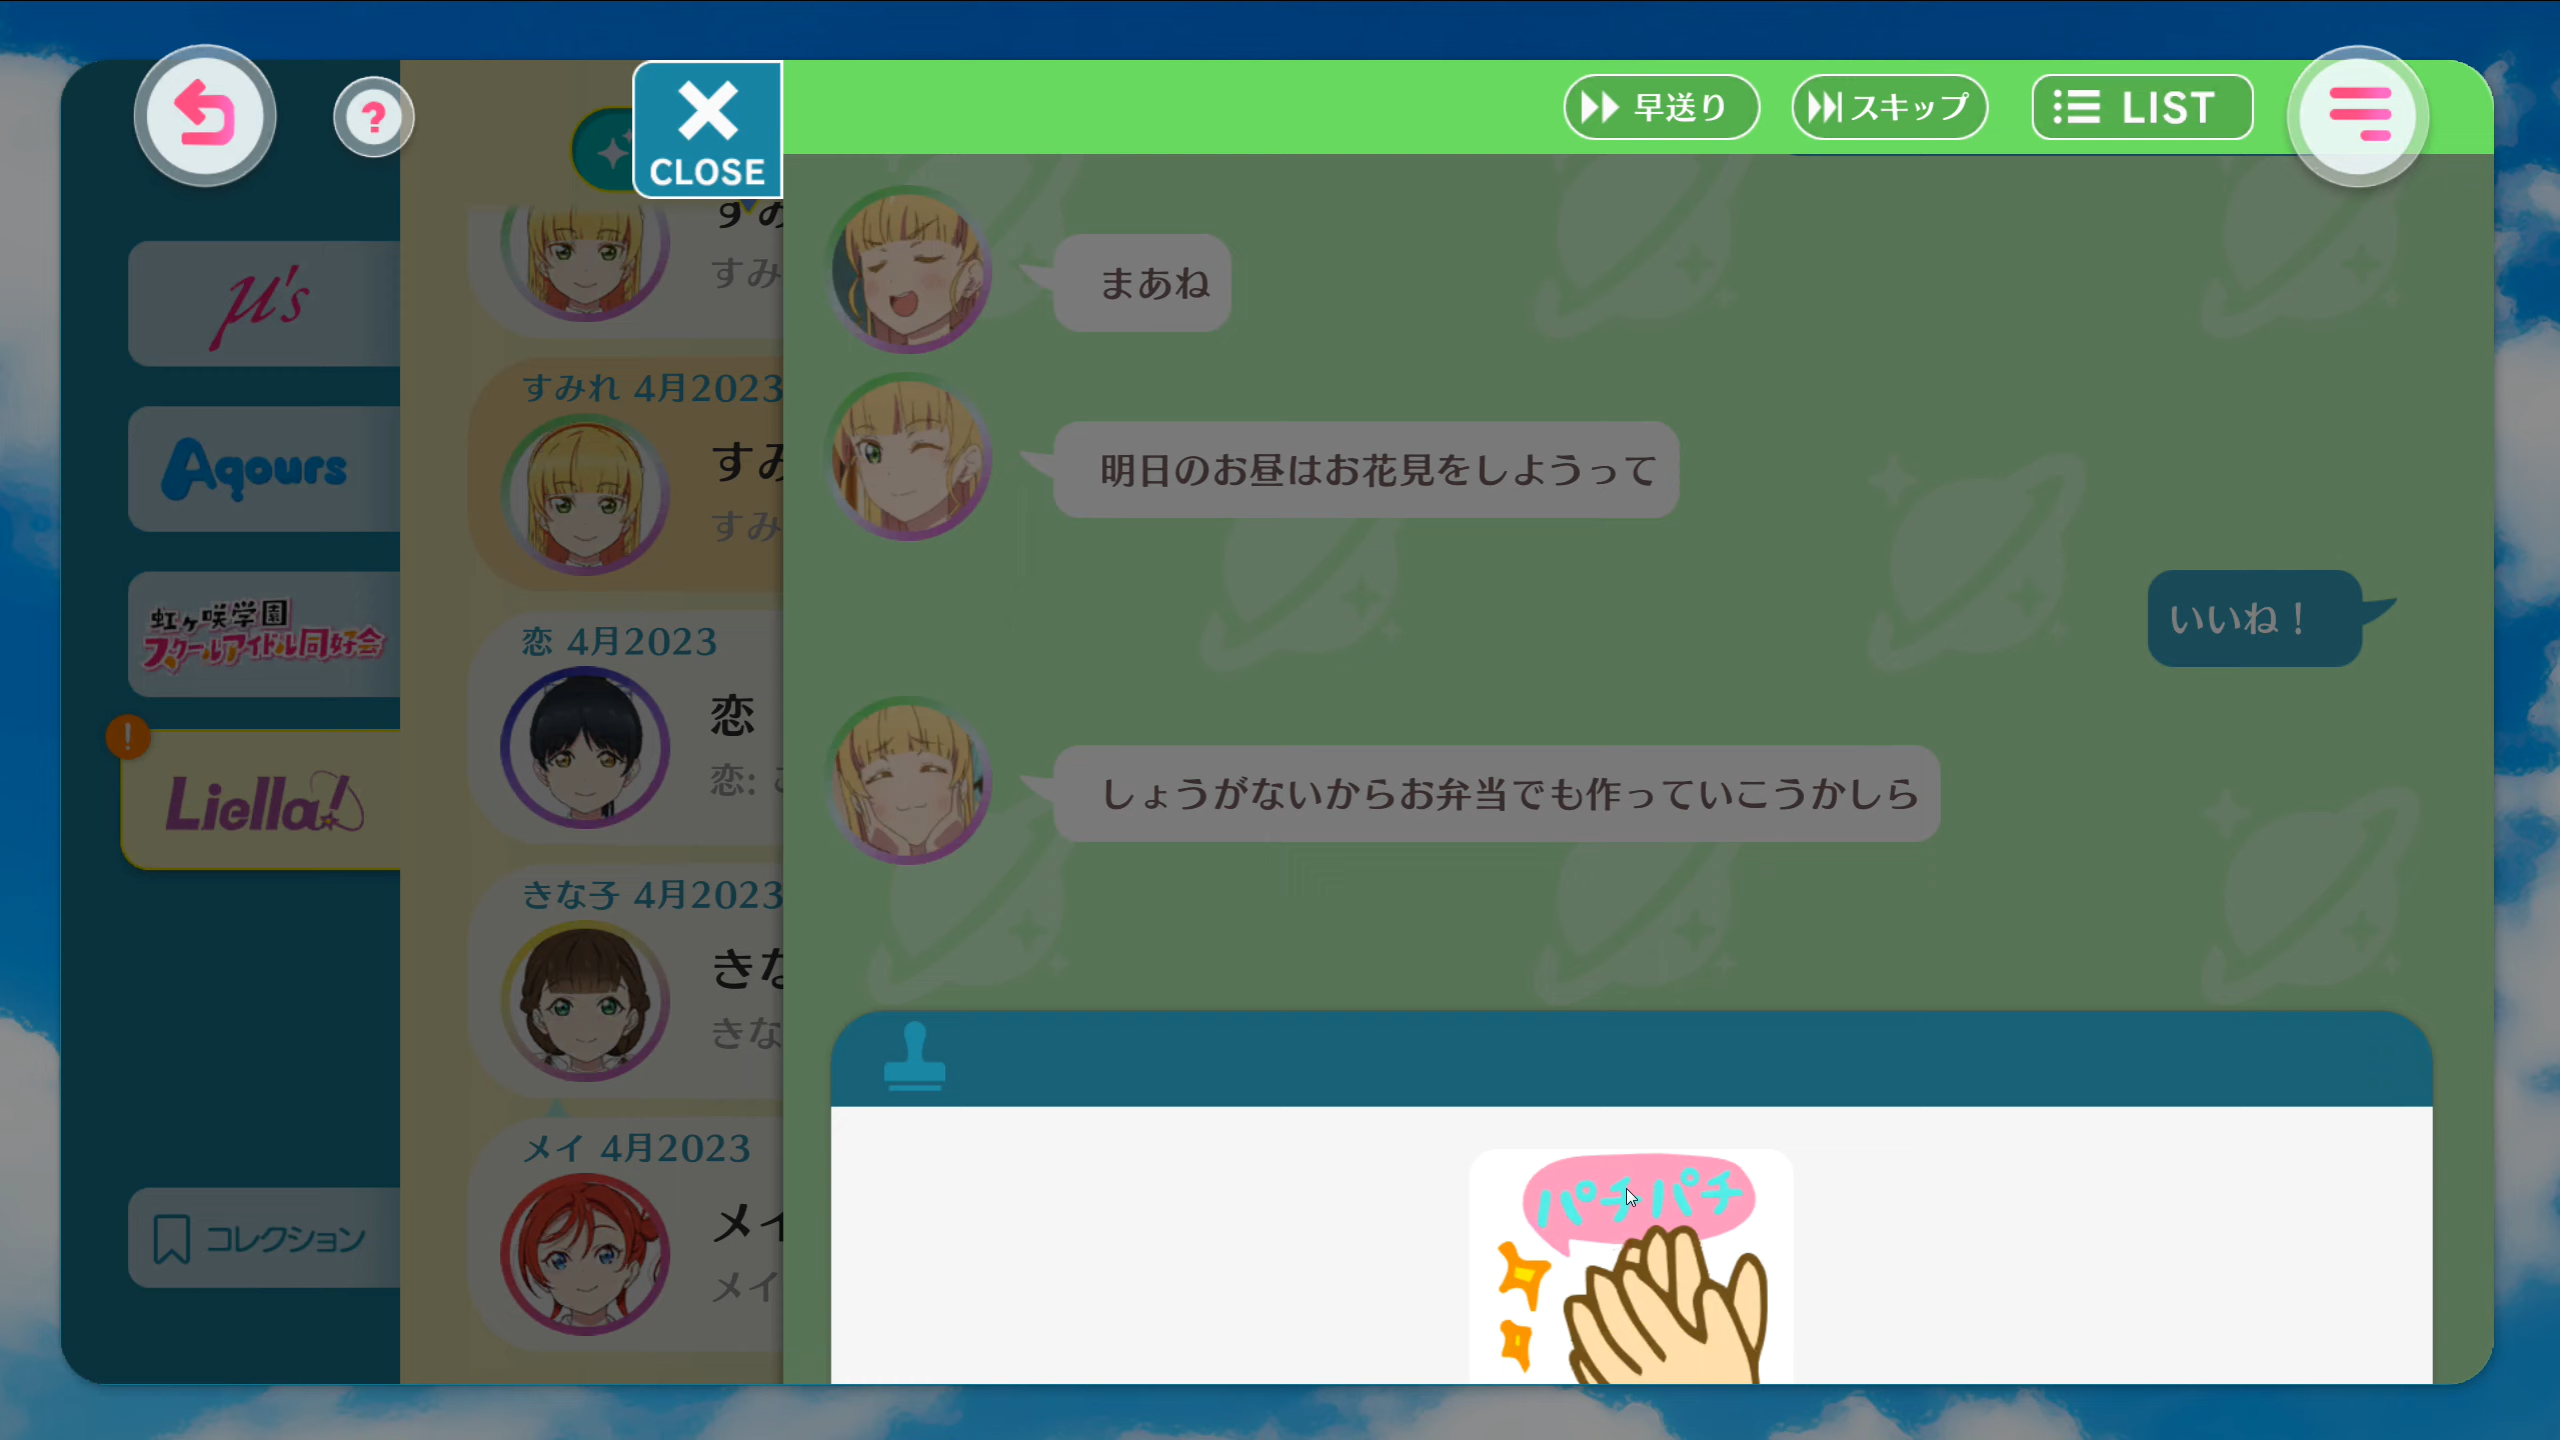 ?
CLOSE
早送り
スキップ
LIST
μ's
Aqours
虹ヶ咲学園
スクールアイドル同好会
!
Liella!
コレクション
すみ
すみ
すみれ 4月2023
すみ
すみ
恋 4月2023
恋
恋:
きな子 4月2023
きな
きな
メイ 4月2023
メイ
メイ
まあね
明日のお昼はお花見をしようって
いいね!
しょうがないからお弁当でも作っていこうかしら
パチパチ